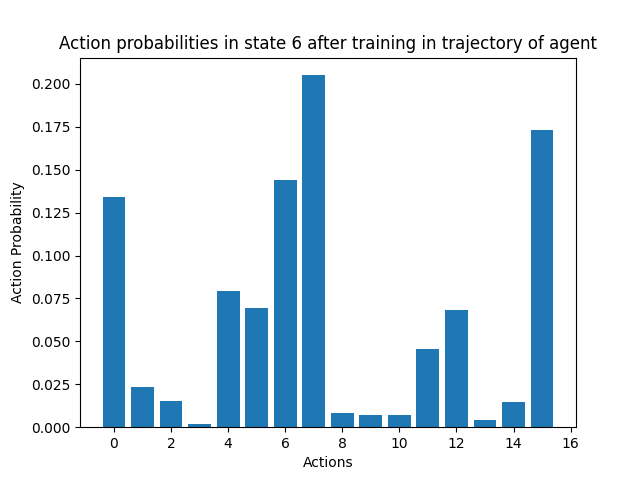 Action probabilities in state 6 after training in trajectory of agent
0.200
0.175
0.150
0.125
0.100
0.075
0.050
0.025
0.000
Action Probability
0 2 4 6 8 10 12 14 16
Actions